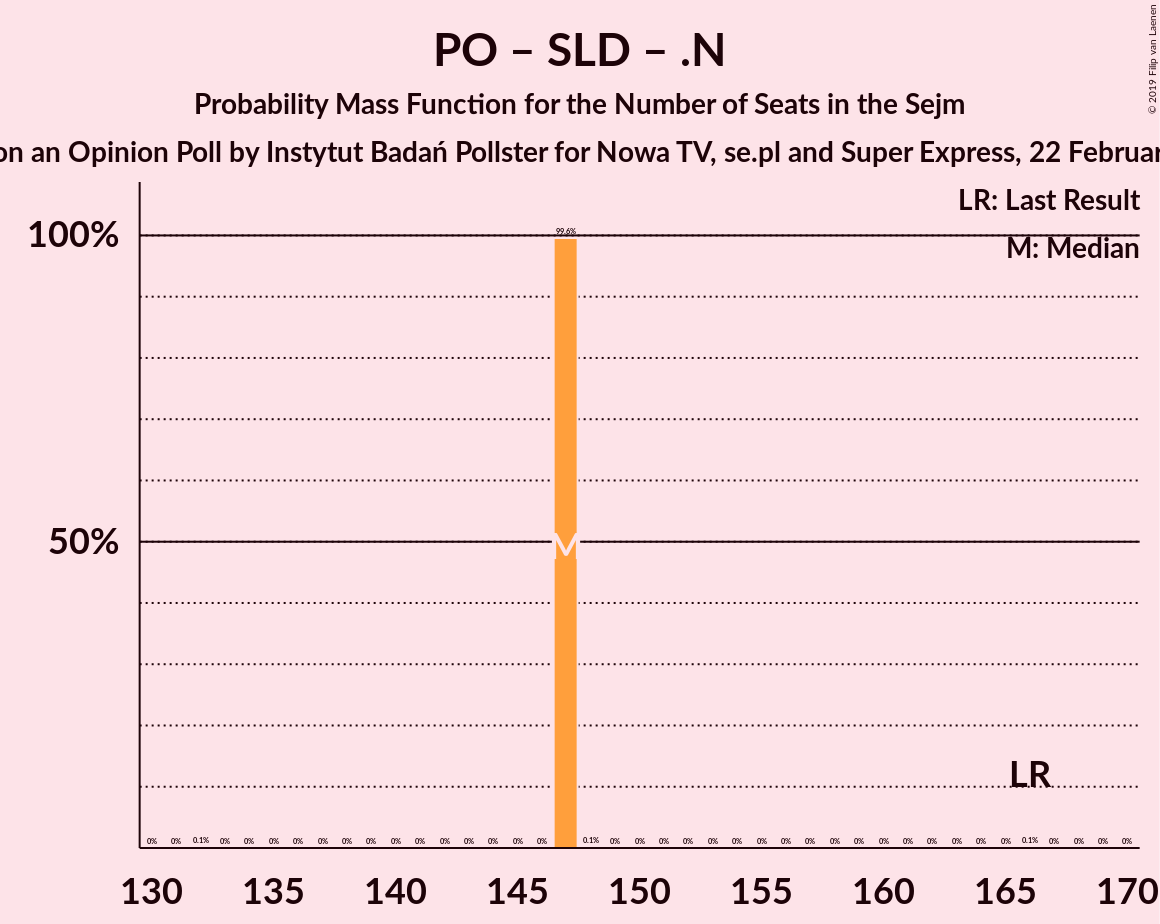 PO – SLD – .N
Probability Mass Function for the Number of Seats in the Sejm
on an Opinion Poll by Instytut Badań Pollster for Nowa TV, se.pl and Super Express, 22 Februar
© 2019 Filip van Laenen
LR: Last Result
M: Median
100%
50%
99.6%
M
LR
0% 0% 0.1% 0% 0% 0% 0% 0% 0% 0% 0% 0% 0% 0% 0% 0% 0% 0.1% 0% 0% 0% 0% 0% 0% 0% 0% 0% 0% 0% 0% 0% 0% 0% 0% 0% 0.1% 0% 0% 0% 0%
130 135 140 145 150 155 160 165 170